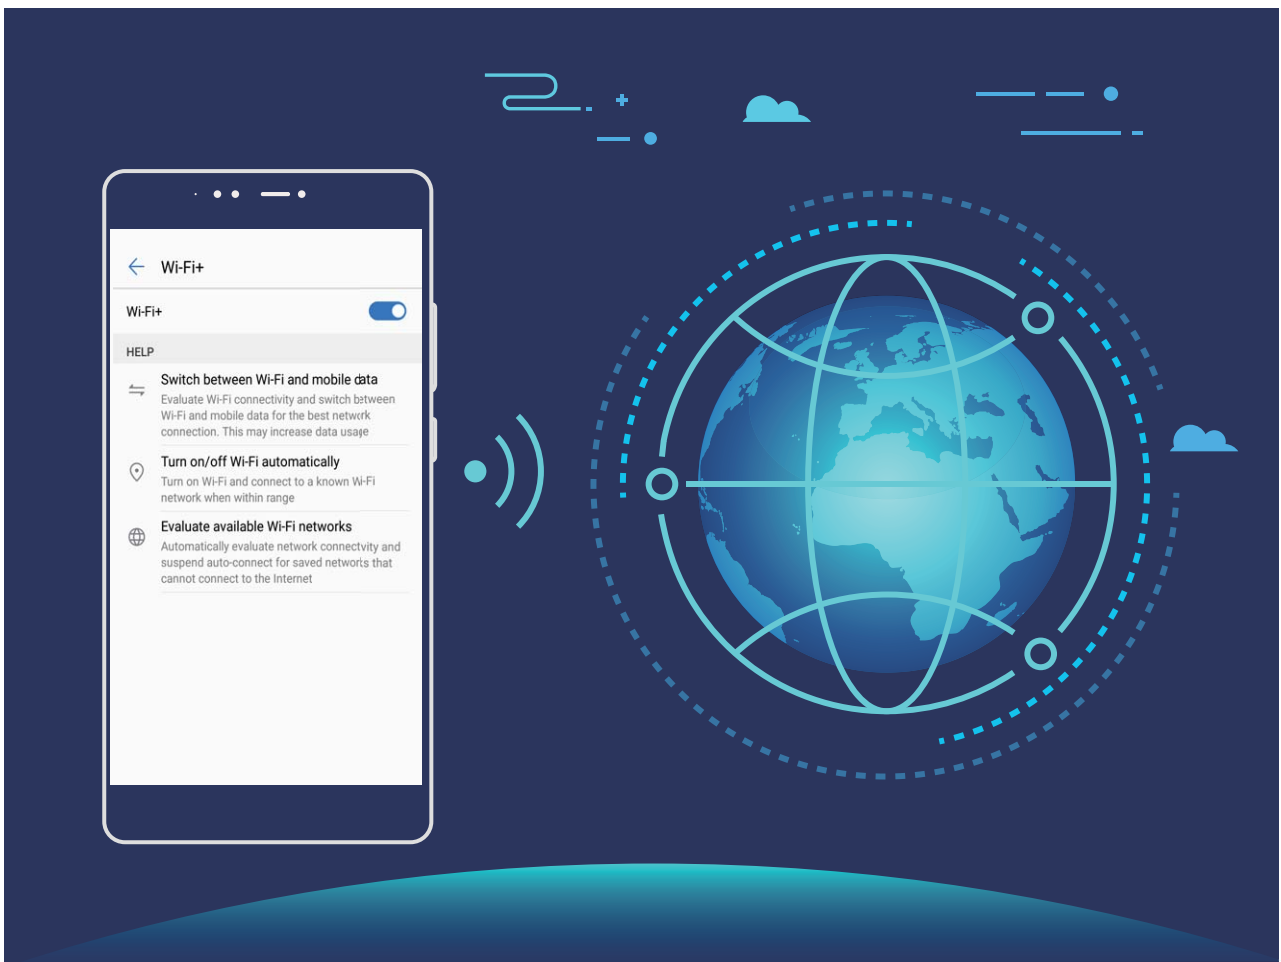 Wi-Fi+
Wi-Fi+
HELP
Switch between Wi-Fi and mobile data
Evaluate Wi-Fi connectivity and switch between
Wi-Fi and mobile data for the best network
connection. This may increase data usage
Turn on/off Wi-Fi automatically
Turn on Wi-Fi and connect to a known Wi-Fi
network when within range
Evaluate available Wi-Fi networks
Automatically evaluate network connectvity and
suspend auto-connect for saved networks that
cannot connect to the Internet